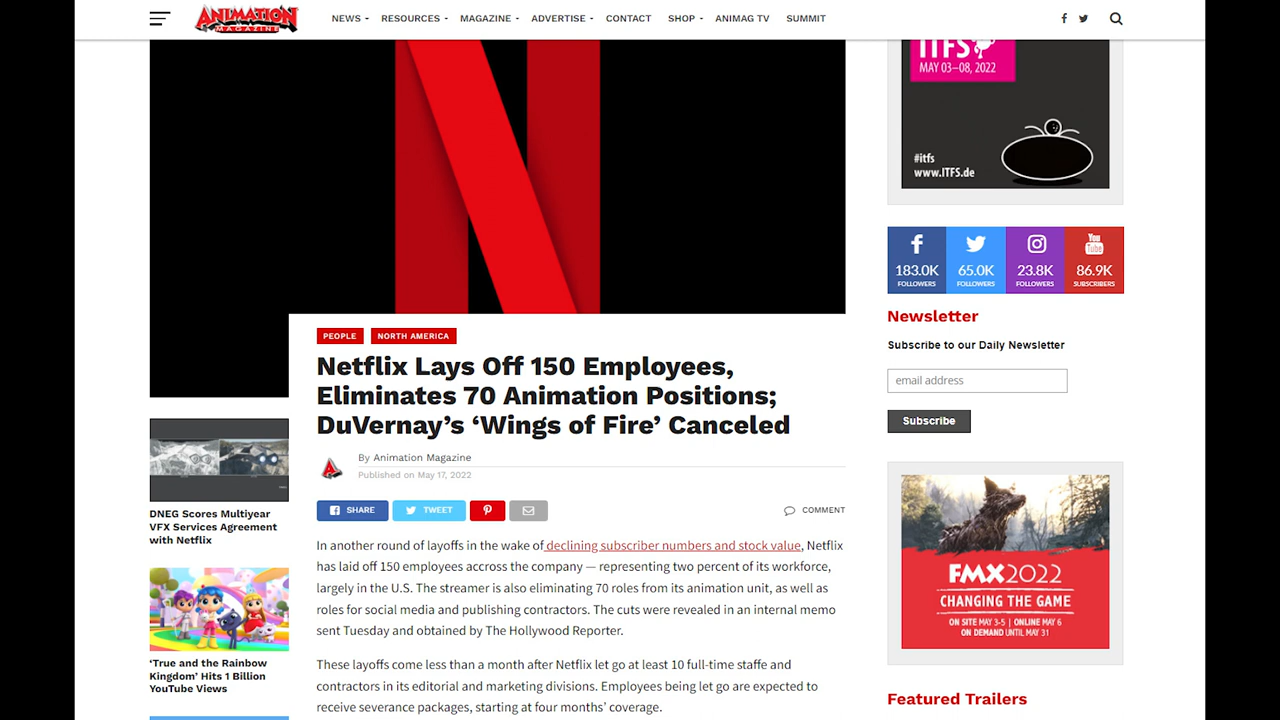 ANIMATION
MAGAZINE
NEWS
RESOURCES
MAGAZINE
ADVERTISE
CONTACT
SHOP
ANIMAG TV
SUMMIT
ITFS
MAY 03–08, 2022
#itfs
www.ITFS.de
183.0K
FOLLOWERS
65.0K
FOLLOWERS
23.8K
FOLLOWERS
You
Tube
86.9K
SUBSCRIBERS
Newsletter
Subscribe to our Daily Newsletter
email address
Subscribe
PEOPLE
NORTH AMERICA
Netflix Lays Off 150 Employees,
Eliminates 70 Animation Positions;
DuVernay’s ‘Wings of Fire’ Canceled
By Animation Magazine
Published on May 17, 2022
SHARE
TWEET
COMMENT
In another round of layoffs in the wake of declining subscriber numbers and stock value, Netflix
has laid off 150 employees accross the company — representing two percent of its workforce,
largely in the U.S. The streamer is also eliminating 70 roles from its animation unit, as well as
roles for social media and publishing contractors. The cuts were revealed in an internal memo
sent Tuesday and obtained by The Hollywood Reporter.
These layoffs come less than a month after Netflix let go at least 10 full-time staffe and
contractors in its editorial and marketing divisions. Employees being let go are expected to
receive severance packages, starting at four months’ coverage.
DNEG Scores Multiyear
VFX Services Agreement
with Netflix
‘True and the Rainbow
Kingdom’ Hits 1 Billion
YouTube Views
FMX2022
CHANGING THE GAME
ON SITE MAY 3-5 | ONLINE MAY 6
ON DEMAND UNTIL MAY 31
Featured Trailers